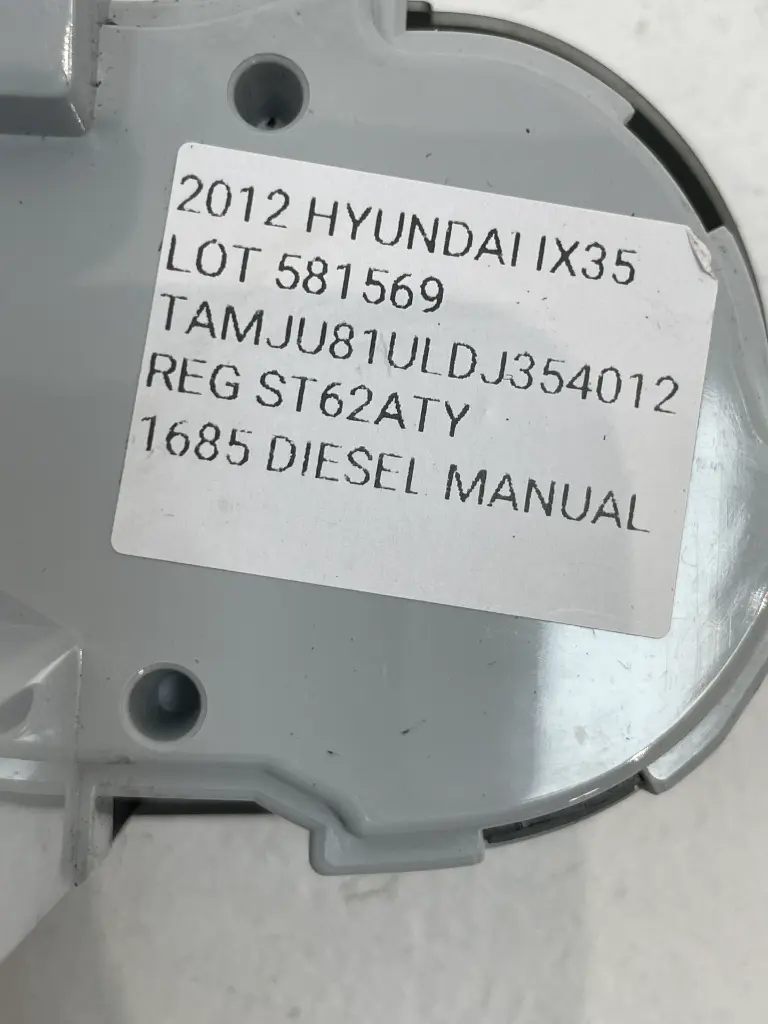 2012 HYUNDAI IX35
LOT 581569
TAMJU81ULDJ354012
REG ST62ATY
1685 DIESEL MANUAL